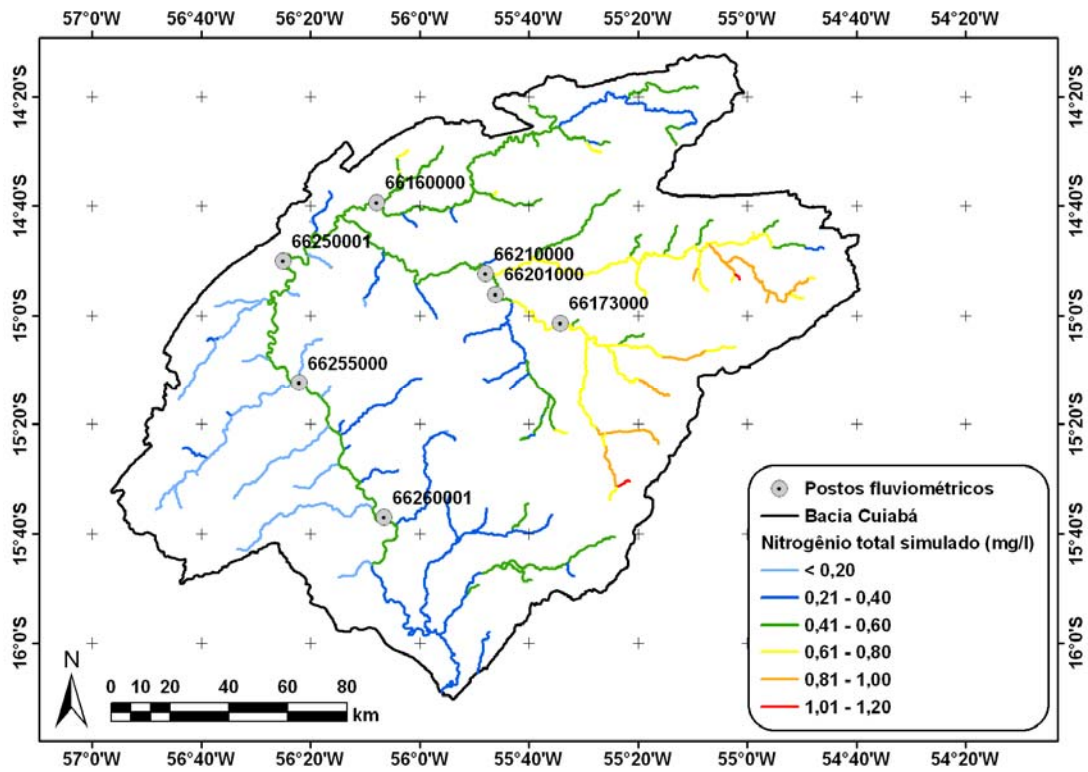 57°0'O 56°40'O 56°20'O 56°00'O 55°40'O 55°20'O 55°00'O 54°40'O 54°20'O
14°20'S 14°20'S
66160000
14°40'S 14°40'S
66250001
66210000
66201000
66173000
15°0'S 15°0'S
66255000
15°20'S 15°20'S
66260001
15°40'S 15°40'S
16°0'S 16°0'S
Postos fluviométricos
Bacia Cuiabá
Nitrogênio total simulado (mg/l)
< 0,20
0,21 - 0,40
0,41 - 0,60
0,61 - 0,80
0,81 - 1,00
1,01 - 1,20
N
0 10 20 40 60 80
km
57°0'O 56°40'O 56°20'O 56°00'O 55°40'O 55°20'O 55°00'O 54°40'O 54°20'O